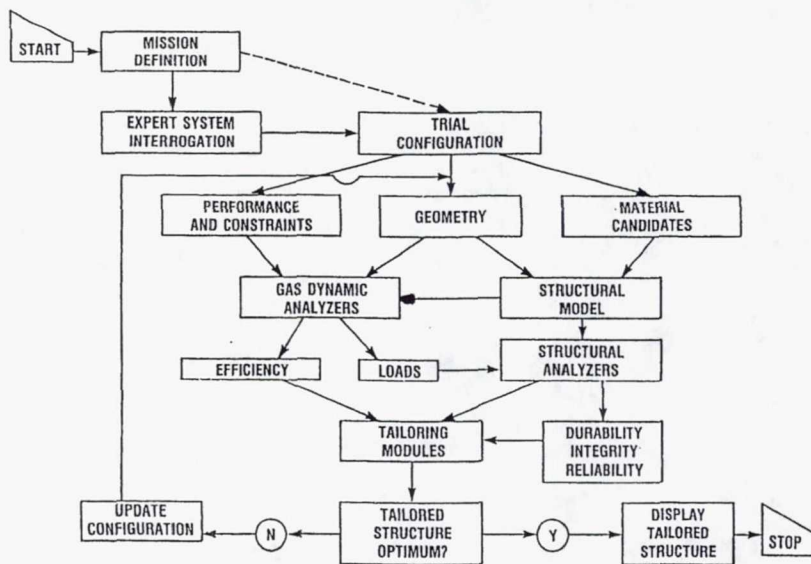 START
MISSION
DEFINITION
EXPERT SYSTEM
INTERROGATION
TRIAL
CONFIGURATION
PERFORMANCE
AND CONSTRAINTS
GEOMETRY
MATERIAL
CANDIDATES
GAS DYNAMIC
ANALYZERS
STRUCTURAL
MODEL
EFFICIENCY
LOADS
STRUCTURAL
ANALYZERS
TAILORING
MODULES
DURABILITY
INTEGRITY
RELIABILITY
UPDATE
CONFIGURATION
N
TAILORED
STRUCTURE
OPTIMUM?
Y
DISPLAY
TAILORED
STRUCTURE
STOP